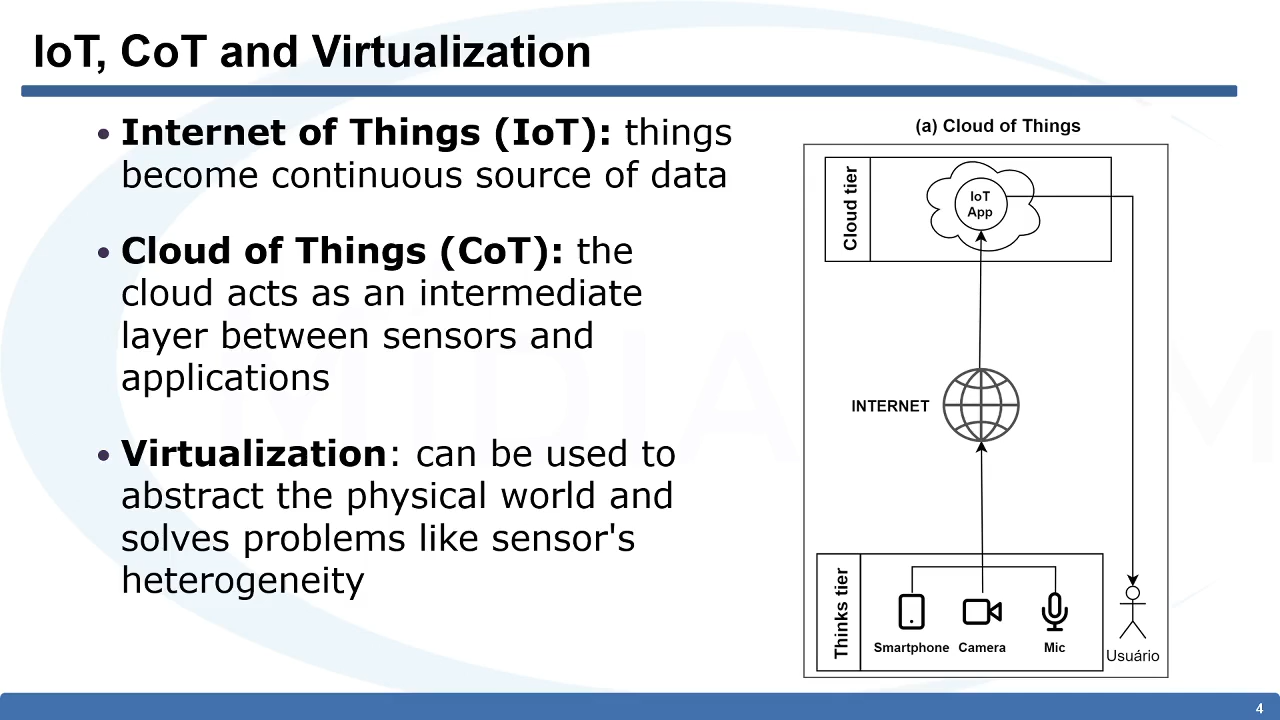 IoT, CoT and Virtualization
• Internet of Things (IoT): things
become continuous source of data
• Cloud of Things (CoT): the
cloud acts as an intermediate
layer between sensors and
applications
• Virtualization: can be used to
abstract the physical world and
solves problems like sensor's
heterogeneity
(a) Cloud of Things
Cloud tier
IoT
App
INTERNET
Thinks tier
Smartphone
Camera
Mic
Usuário
4